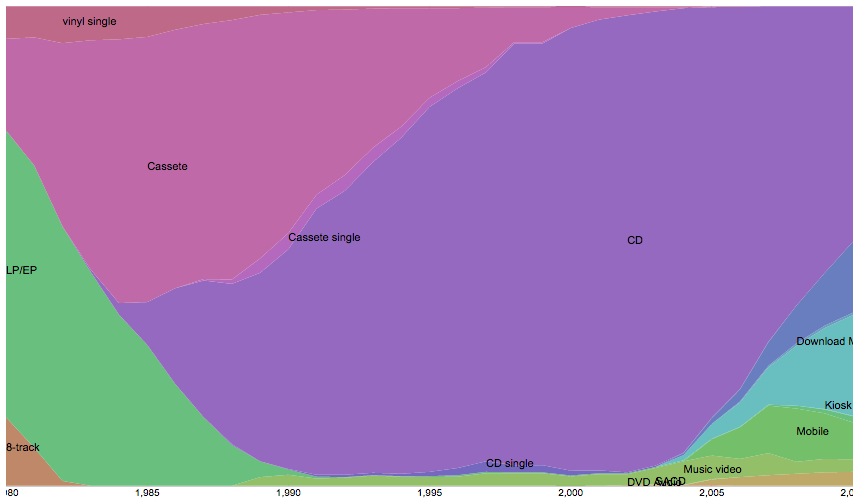 vinyl single
Cassete
Cassete single
CD
LP/EP
Download M
Kiosk
Mobile
8-track
CD single
Music video
DVD Audio
SACD
980 1,985 1,990 1,995 2,000 2,005 2,0